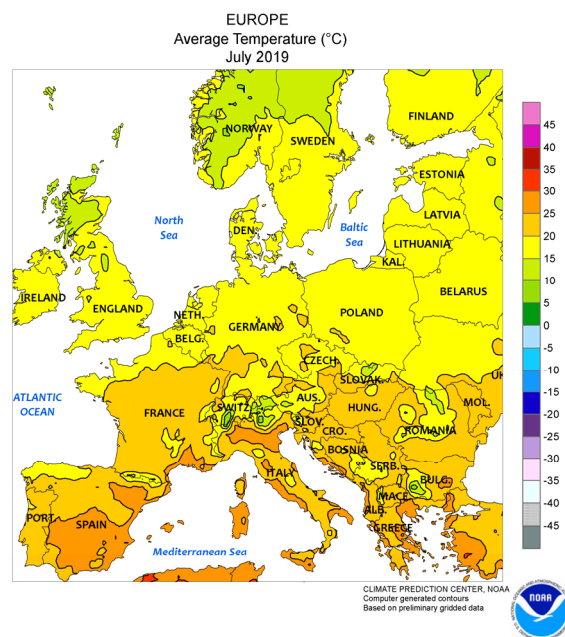 EUROPE
Average Temperature (°C)
July 2019
NORWAY
FINLAND
SWEDEN
ESTONIA
North
Sea
Baltic
Sea
LATVIA
DEN.
LITHUANIA
KAL.
IRELAND
ENGLAND
NETH.
BELARUS
POLAND
GERMANY
BELG.
CZECH.
UK
SLOVAK.
ATLANTIC
OCEAN
FRANCE
SWITZ.
AUS.
HUNG.
MOL.
SLOV.
CRO.
ROMANIA
BOSNIA
SERB.
ITALY
BULG.
MACE.
PORT.
SPAIN
ALB.
GREECE
Mediterranean Sea
45
40
35
30
25
20
15
10
5
0
-5
-10
-15
-20
-25
-30
-35
-40
-45
CLIMATE PREDICTION CENTER, NOAA
Computer generated contours
Based on preliminary gridded data
NOAA